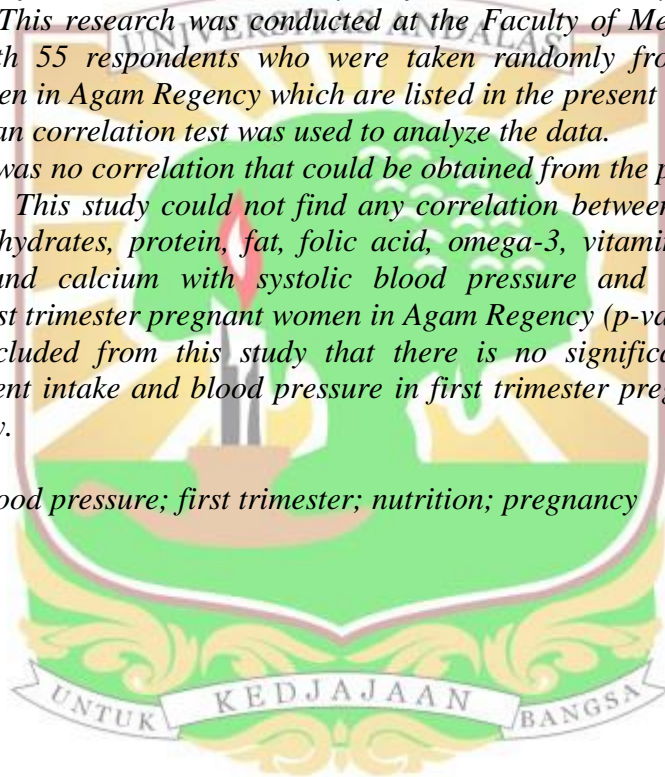 This research was conducted at the Faculty of Me
UNIVERSITAS ANDALAS
th 55 respondents who were taken randomly fro
en in Agam Regency which are listed in the present
an correlation test was used to analyze the data.
was no correlation that could be obtained from the p
This study could not find any correlation between
hydrates, protein, fat, folic acid, omega-3, vitamin
und calcium with systolic blood pressure and
st trimester pregnant women in Agam Regency (p-va
cluded from this study that there is no significa
ent intake and blood pressure in first trimester preg
y.
ood pressure; first trimester; nutrition; pregnancy
UNTUK KEDJAJAAN BANGSA